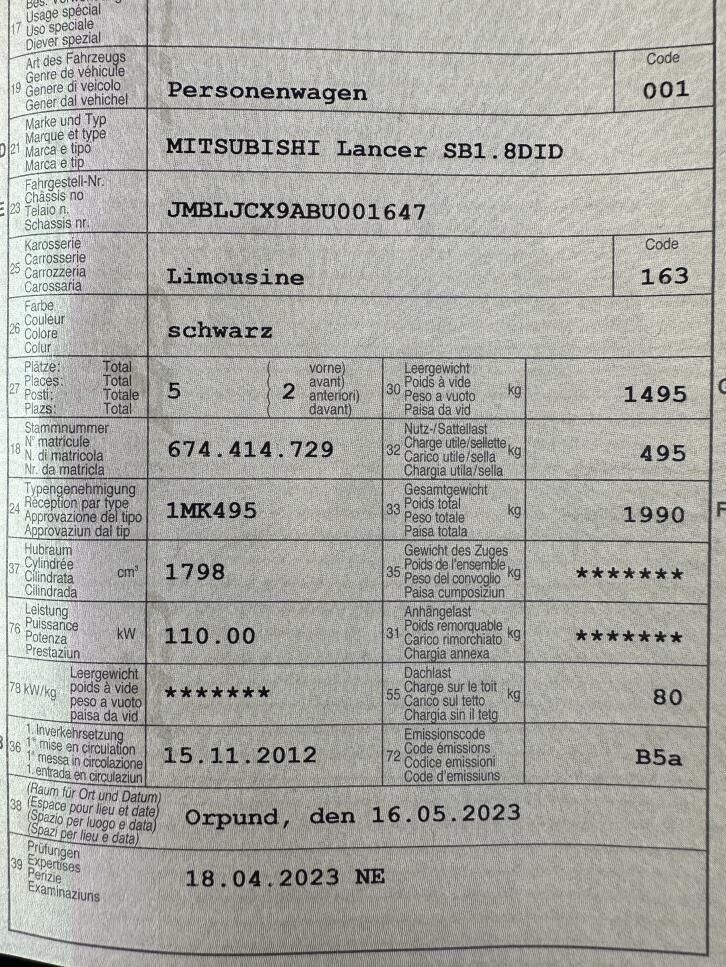 17 Usage spécial
Uso speciale
Diever spezial
19 Art des Fahrzeugs
Genre de véhicule
Genere di veicolo
Gener dal vehichel
Personenwagen
Code
001
21 Marke und Typ
Marque et type
Marca e tipo
Marca e tip
MITSUBISHI Lancer SB1.8DID
23 Fahrgestell-Nr.
Châssis no
Telaio n.
Schassis nr.
JMBLJCX9ABU001647
25 Karosserie
Carrosserie
Carrozzeria
Carossaria
Limousine
Code
163
26 Farbe
Couleur
Colore
Colur
schwarz
27 Plätze: Total
Places: Total
Posti: Totale
Plazs: Total
5
2
vorne)
avant)
anteriori)
davant)
30 Leergewicht
Poids à vide
Peso a vuoto
Paisa da vid
kg
1495
18 Stammnummer
N° matricule
N. di matricola
Nr. da matricla
674.414.729
32 Nutz-/Sattellast
Charge utile/sellette
Carico utile/sella
Chargia utila/sella
kg
495
24 Typengenehmigung
Réception par type
Approvazione del tipo
Approvaziun dal tip
1MK495
33 Gesamtgewicht
Poids total
Peso totale
Paisa totala
kg
1990
37 Hubraum
Cylindrée
Cilindrata
Cilindrada
cm³
1798
35 Gewicht des Zuges
Poids de l'ensemble
Peso del convoglio
Paisa cumposiziun
kg
*******
76 Leistung
Puissance
Potenza
Prestaziun
kW
110.00
31 Anhängelast
Poids remorquable
Carico rimorchiato
Chargia annexa
kg
*******
78 kW/kg
Leergewicht
poids à vide
peso a vuoto
paisa da vid
*******
55 Dachlast
Charge sur le toit
Carico sul tetto
Chargia sin il tetg
kg
80
36 1. Inverkehrsetzung
1re mise en circulation
1a messa in circolazione
1. entrada en circulaziun
15.11.2012
72 Emissionscode
Code émissions
Codice emissioni
Code d'emissiuns
B5a
38 (Raum für Ort und Datum)
(Espace pour lieu et date)
(Spazio per luogo e data)
(Spazi per lieu e data)
Orpund, den 16.05.2023
39 Prüfungen
Expertises
Perizie
Examinaziuns
18.04.2023 NE